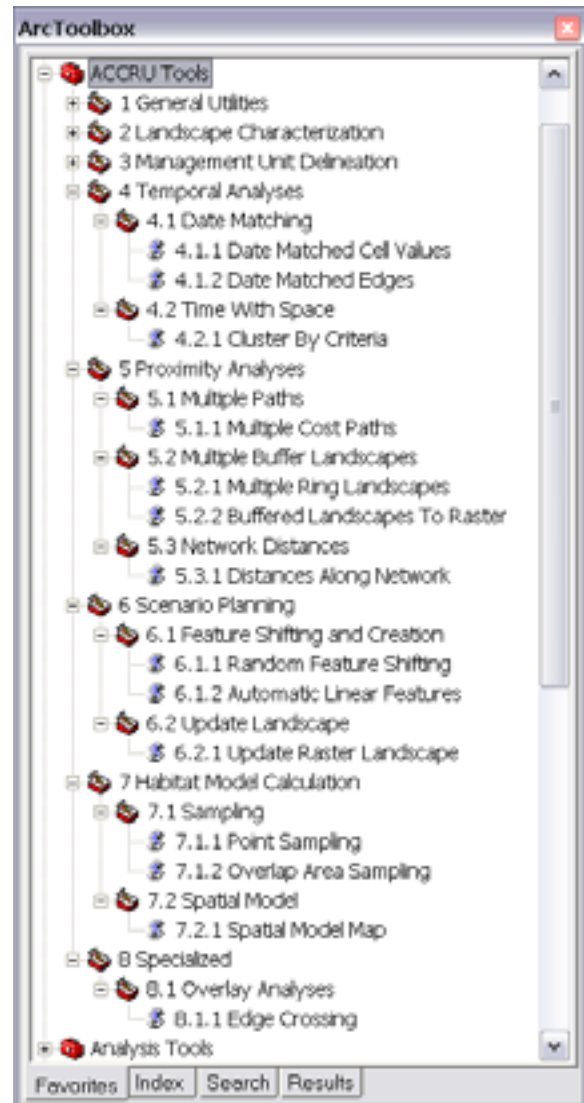 ArcToolbox
ACCRU Tools
1 General Utilities
2 Landscape Characterization
3 Management Unit Delineation
4 Temporal Analyses
4.1 Date Matching
4.1.1 Date Matched Cell Values
4.1.2 Date Matched Edges
4.2 Time With Space
4.2.1 Cluster By Criteria
5 Proximity Analyses
5.1 Multiple Paths
5.1.1 Multiple Cost Paths
5.2 Multiple Buffer Landscapes
5.2.1 Multiple Ring Landscapes
5.2.2 Buffered Landscapes To Raster
5.3 Network Distances
5.3.1 Distances Along Network
6 Scenario Planning
6.1 Feature Shifting and Creation
6.1.1 Random Feature Shifting
6.1.2 Automatic Linear Features
6.2 Update Landscape
6.2.1 Update Raster Landscape
7 Habitat Model Calculation
7.1 Sampling
7.1.1 Point Sampling
7.1.2 Overlap Area Sampling
7.2 Spatial Model
7.2.1 Spatial Model Map
8 Specialized
8.1 Overlay Analyses
8.1.1 Edge Crossing
Analysis Tools
Favorites Index Search Results